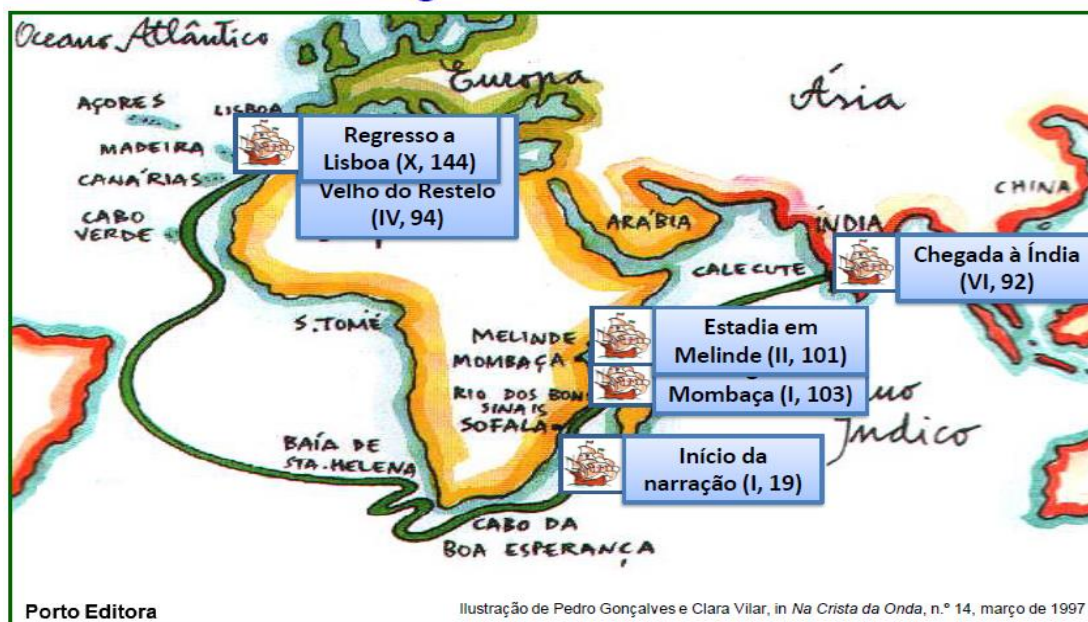 Oceano Atlântico
Europa
Ásia
AÇORES
LISBOA
MADEIRA
CANÁRIAS
CABO
VERDE
Regresso a
Lisboa (X, 144)
Velho do Restelo
(IV, 94)
ARÁBIA
ÍNDIA
CHINA
CALECUTE
Chegada à Índia
(VI, 92)
S. TOMÉ
MELINDE
MOMBAÇA
Estadia em
Melinde (II, 101)
Mombaça (I, 103)
RIO DOS BONS
SINAIS
SOFALA
Índico
BAÍA DE
STA. HELENA
Início da
narração (I, 19)
CABO DA
BOA ESPERANÇA
Porto Editora
Ilustração de Pedro Gonçalves e Clara Vilar, in Na Crista da Onda, n.º 14, março de 1997